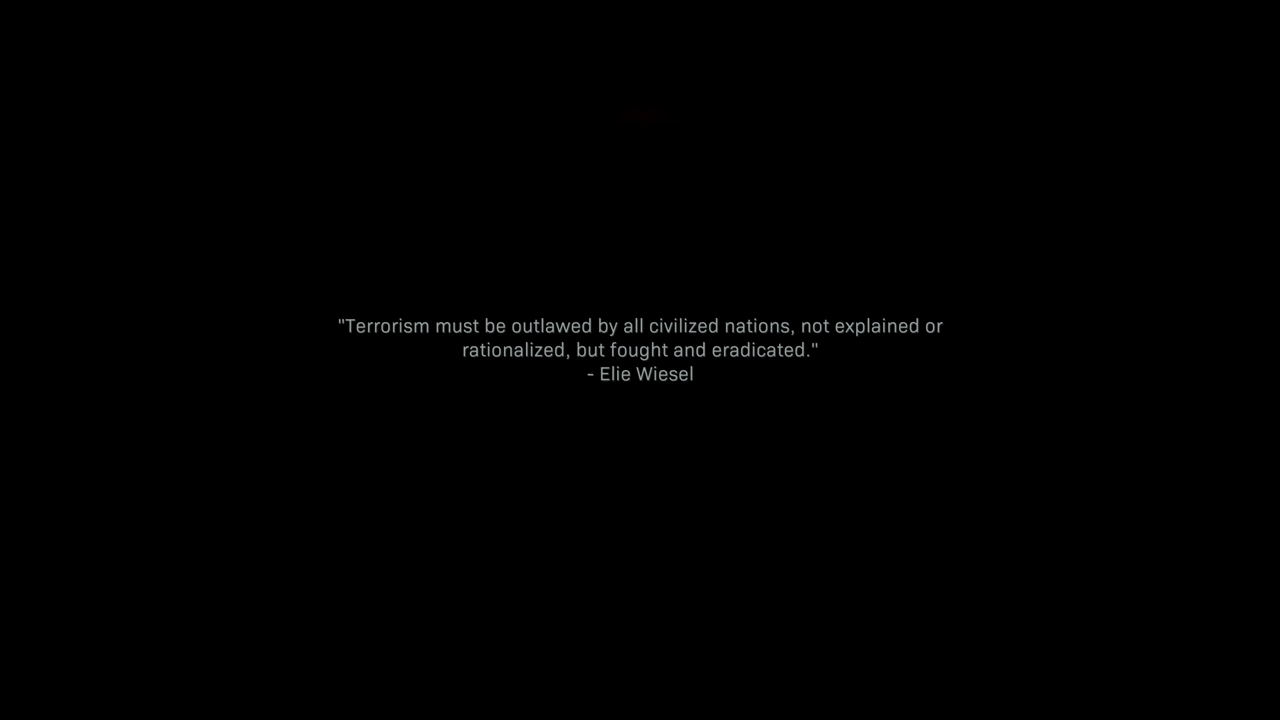 "Terrorism must be outlawed by all civilized nations, not explained or
rationalized, but fought and eradicated."
- Elie Wiesel